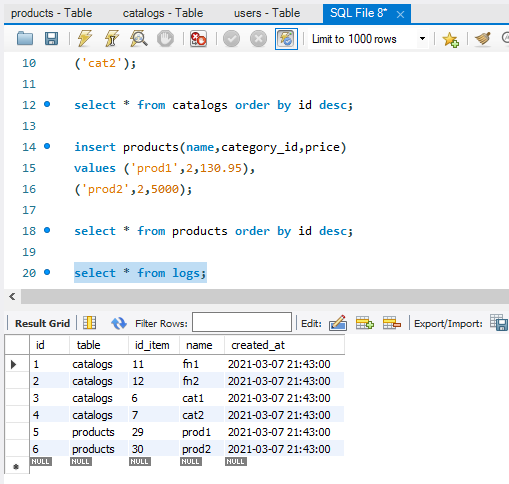 products - Table catalogs - Table users - Table SQL File 8*
Limit to 1000 rows
10 ('cat2');
11
12 select * from catalogs order by id desc;
13
14 insert products(name,category_id,price)
15 values ('prod1',2,130.95),
16 ('prod2',2,5000);
17
18 select * from products order by id desc;
19
20 select * from logs;
Result Grid Filter Rows: Edit: Export/Import:
id table id_item name created_at
1 catalogs 11 fn1 2021-03-07 21:43:00
2 catalogs 12 fn2 2021-03-07 21:43:00
3 catalogs 6 cat1 2021-03-07 21:43:00
4 catalogs 7 cat2 2021-03-07 21:43:00
5 products 29 prod1 2021-03-07 21:43:00
6 products 30 prod2 2021-03-07 21:43:00
NULL NULL NULL NULL NULL